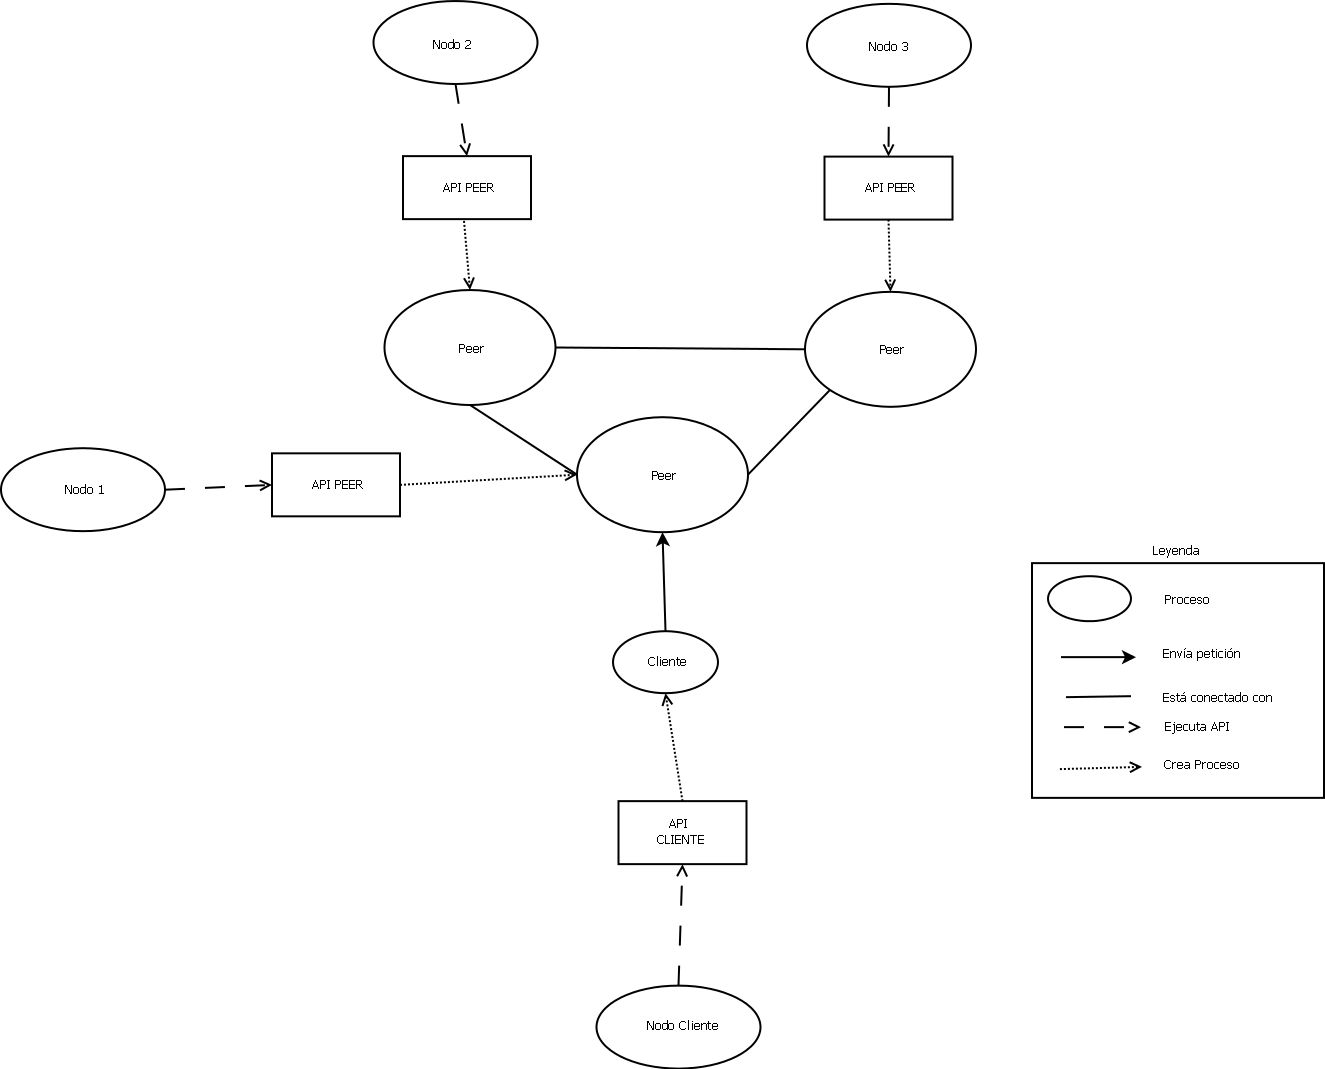 Nodo 2
Nodo 3
API PEER
API PEER
Peer
Peer
Peer
Nodo 1
API PEER
Cliente
API
CLIENTE
Nodo Cliente
Leyenda
Proceso
Envía petición
Está conectado con
Ejecuta API
Crea Proceso